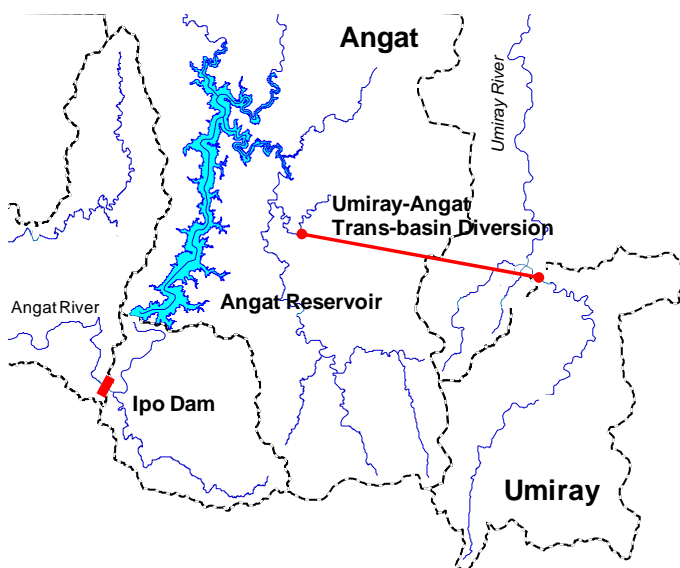 Angat
Umiray River
Umiray-Angat
Trans-basin Diversion
Angat Reservoir
Angat River
Ipo Dam
Umiray